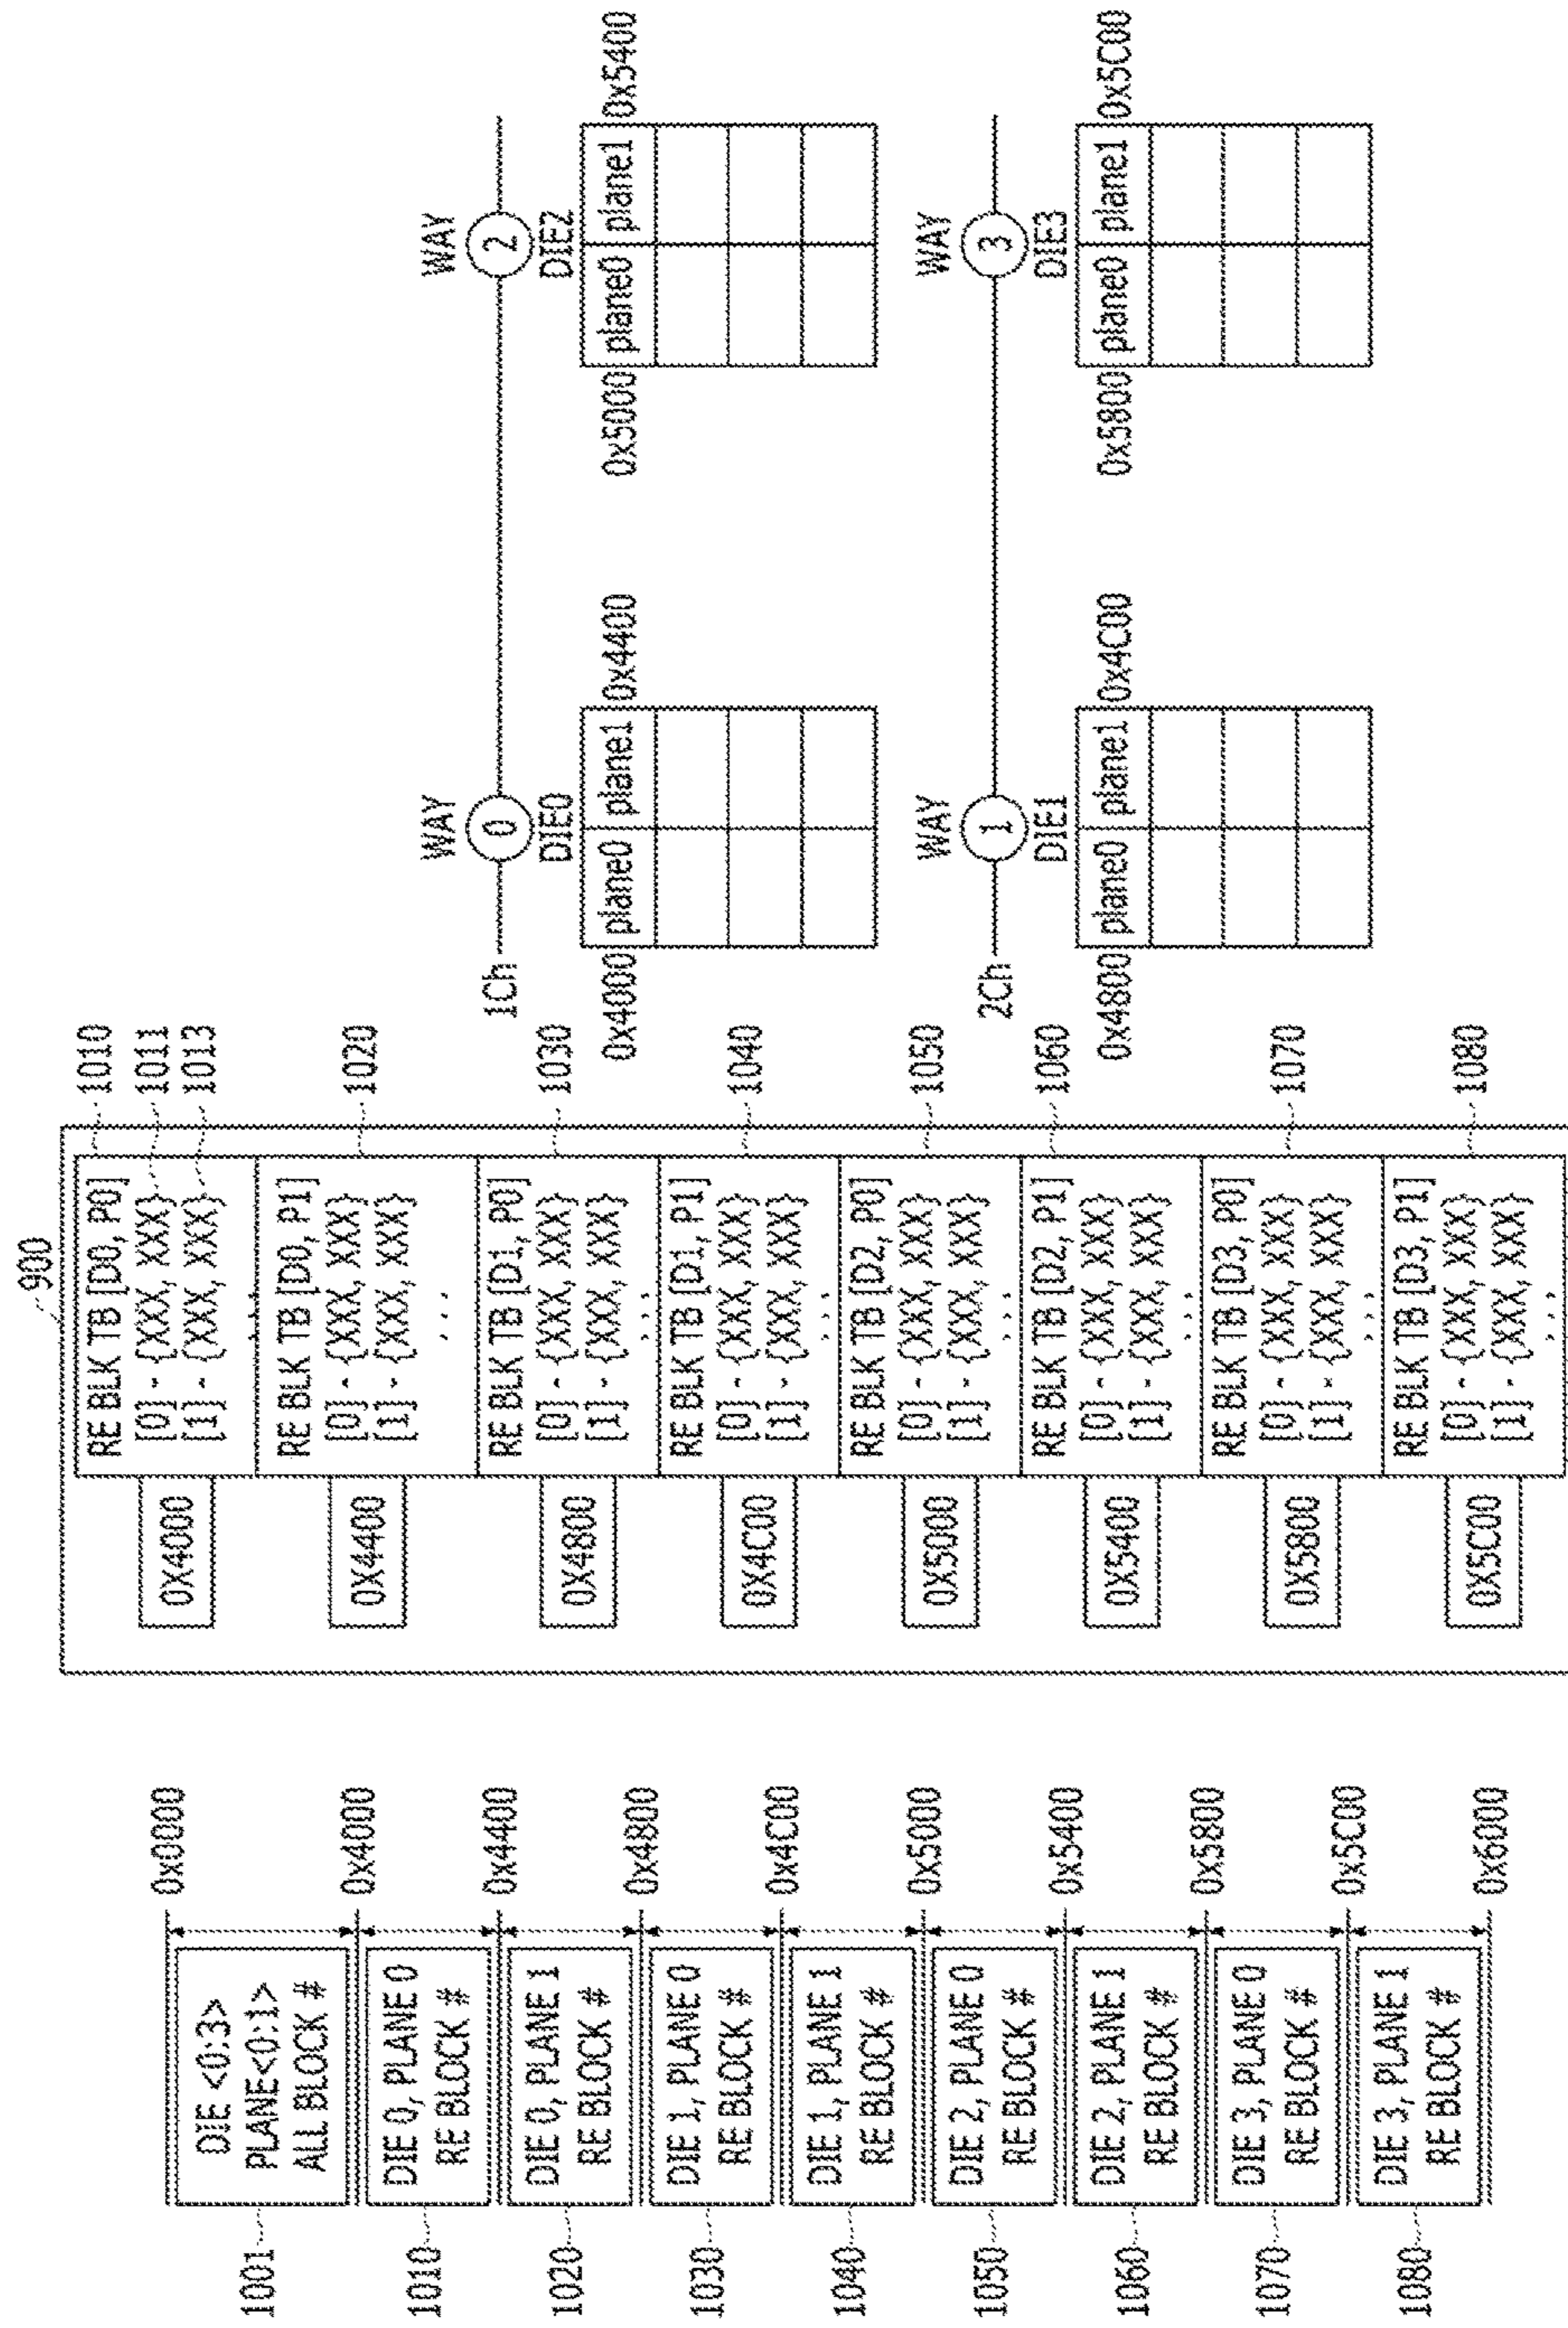 0x0000
1001
DIE <0:3>
PLANE<0:1>
ALL BLOCK #
0x4000
1010
DIE 0, PLANE 0
RE BLOCK #
0x4400
1020
DIE 0, PLANE 1
RE BLOCK #
0x4800
1030
DIE 1, PLANE 0
RE BLOCK #
0x4C00
1040
DIE 1, PLANE 1
RE BLOCK #
0x5000
1050
DIE 2, PLANE 0
RE BLOCK #
0x5400
1060
DIE 2, PLANE 1
RE BLOCK #
0x5800
1070
DIE 3, PLANE 0
RE BLOCK #
0x5C00
1080
DIE 3, PLANE 1
RE BLOCK #
0x6000
900
0X4000
RE BLK TB [D0, P0]
[0] - {XXX, XXX}
[1] - {XXX, XXX}
...
1010
1011
1013
0X4400
RE BLK TB [D0, P1]
[0] - {XXX, XXX}
[1] - {XXX, XXX}
...
1020
0X4800
RE BLK TB [D1, P0]
[0] - {XXX, XXX}
[1] - {XXX, XXX}
...
1030
0X4C00
RE BLK TB [D1, P1]
[0] - {XXX, XXX}
[1] - {XXX, XXX}
...
1040
0X5000
RE BLK TB [D2, P0]
[0] - {XXX, XXX}
[1] - {XXX, XXX}
...
1050
0X5400
RE BLK TB [D2, P1]
[0] - {XXX, XXX}
[1] - {XXX, XXX}
...
1060
0X5800
RE BLK TB [D3, P0]
[0] - {XXX, XXX}
[1] - {XXX, XXX}
...
1070
0X5C00
RE BLK TB [D3, P1]
[0] - {XXX, XXX}
[1] - {XXX, XXX}
...
1080
1Ch
WAY
0
DIE0
0x4000 plane0 plane1 0x4400
WAY
2
DIE2
0x5000 plane0 plane1 0x5400
2Ch
WAY
1
DIE1
0x4800 plane0 plane1 0x4C00
WAY
3
DIE3
0x5800 plane0 plane1 0x5C00